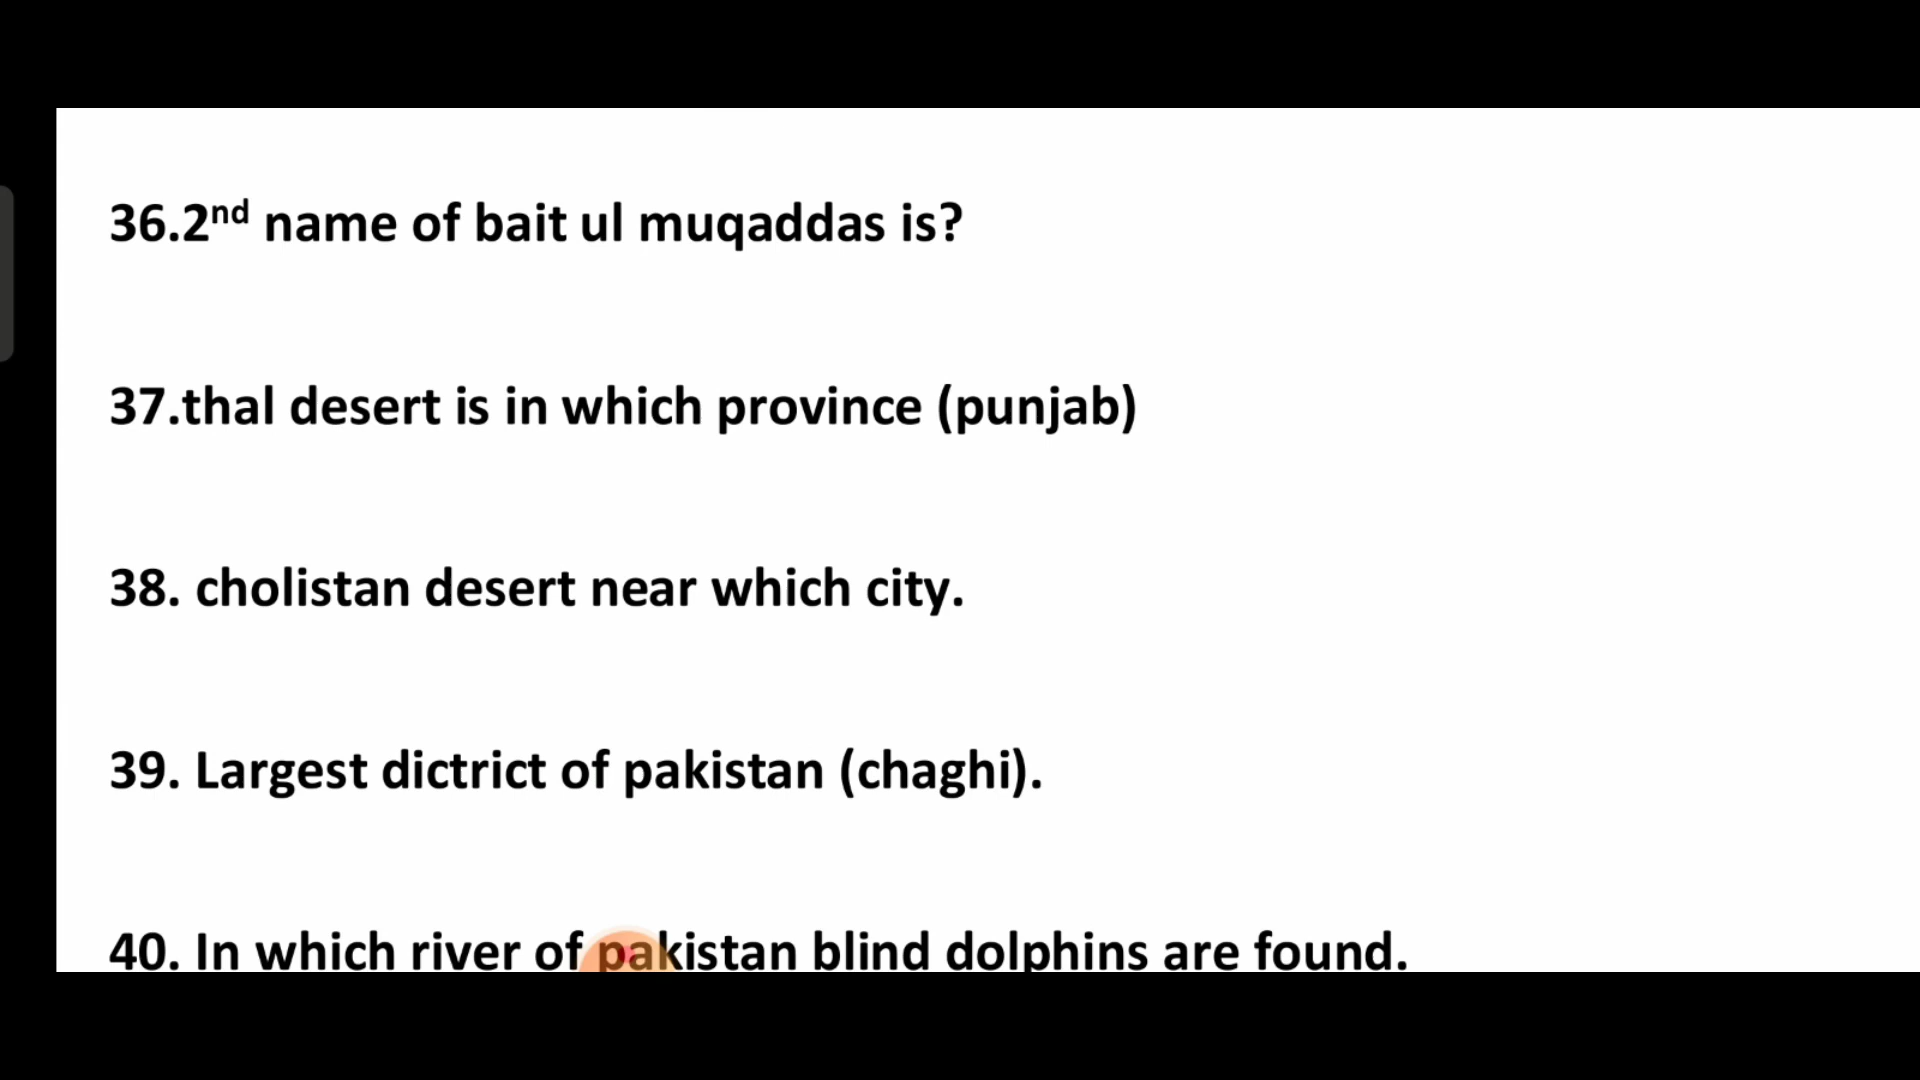 36.2nd name of bait ul muqaddas is?
37.thal desert is in which province (punjab)
38. cholistan desert near which city.
39. Largest dictrict of pakistan (chaghi).
40. In which river of pakistan blind dolphins are found.